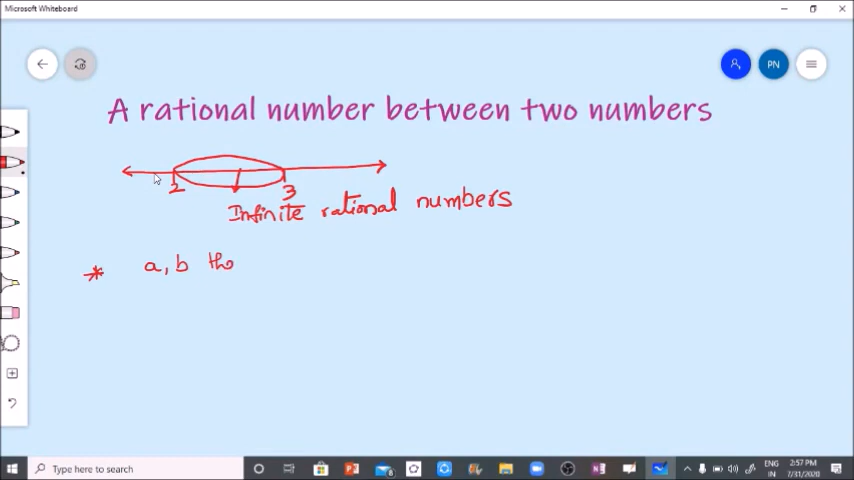 Microsoft Whiteboard
PN
A rational number between two numbers
2 3
Infinite rational numbers
* a, b the
Type here to search
8
ENG
2:57 PM
IN
7/31/2020